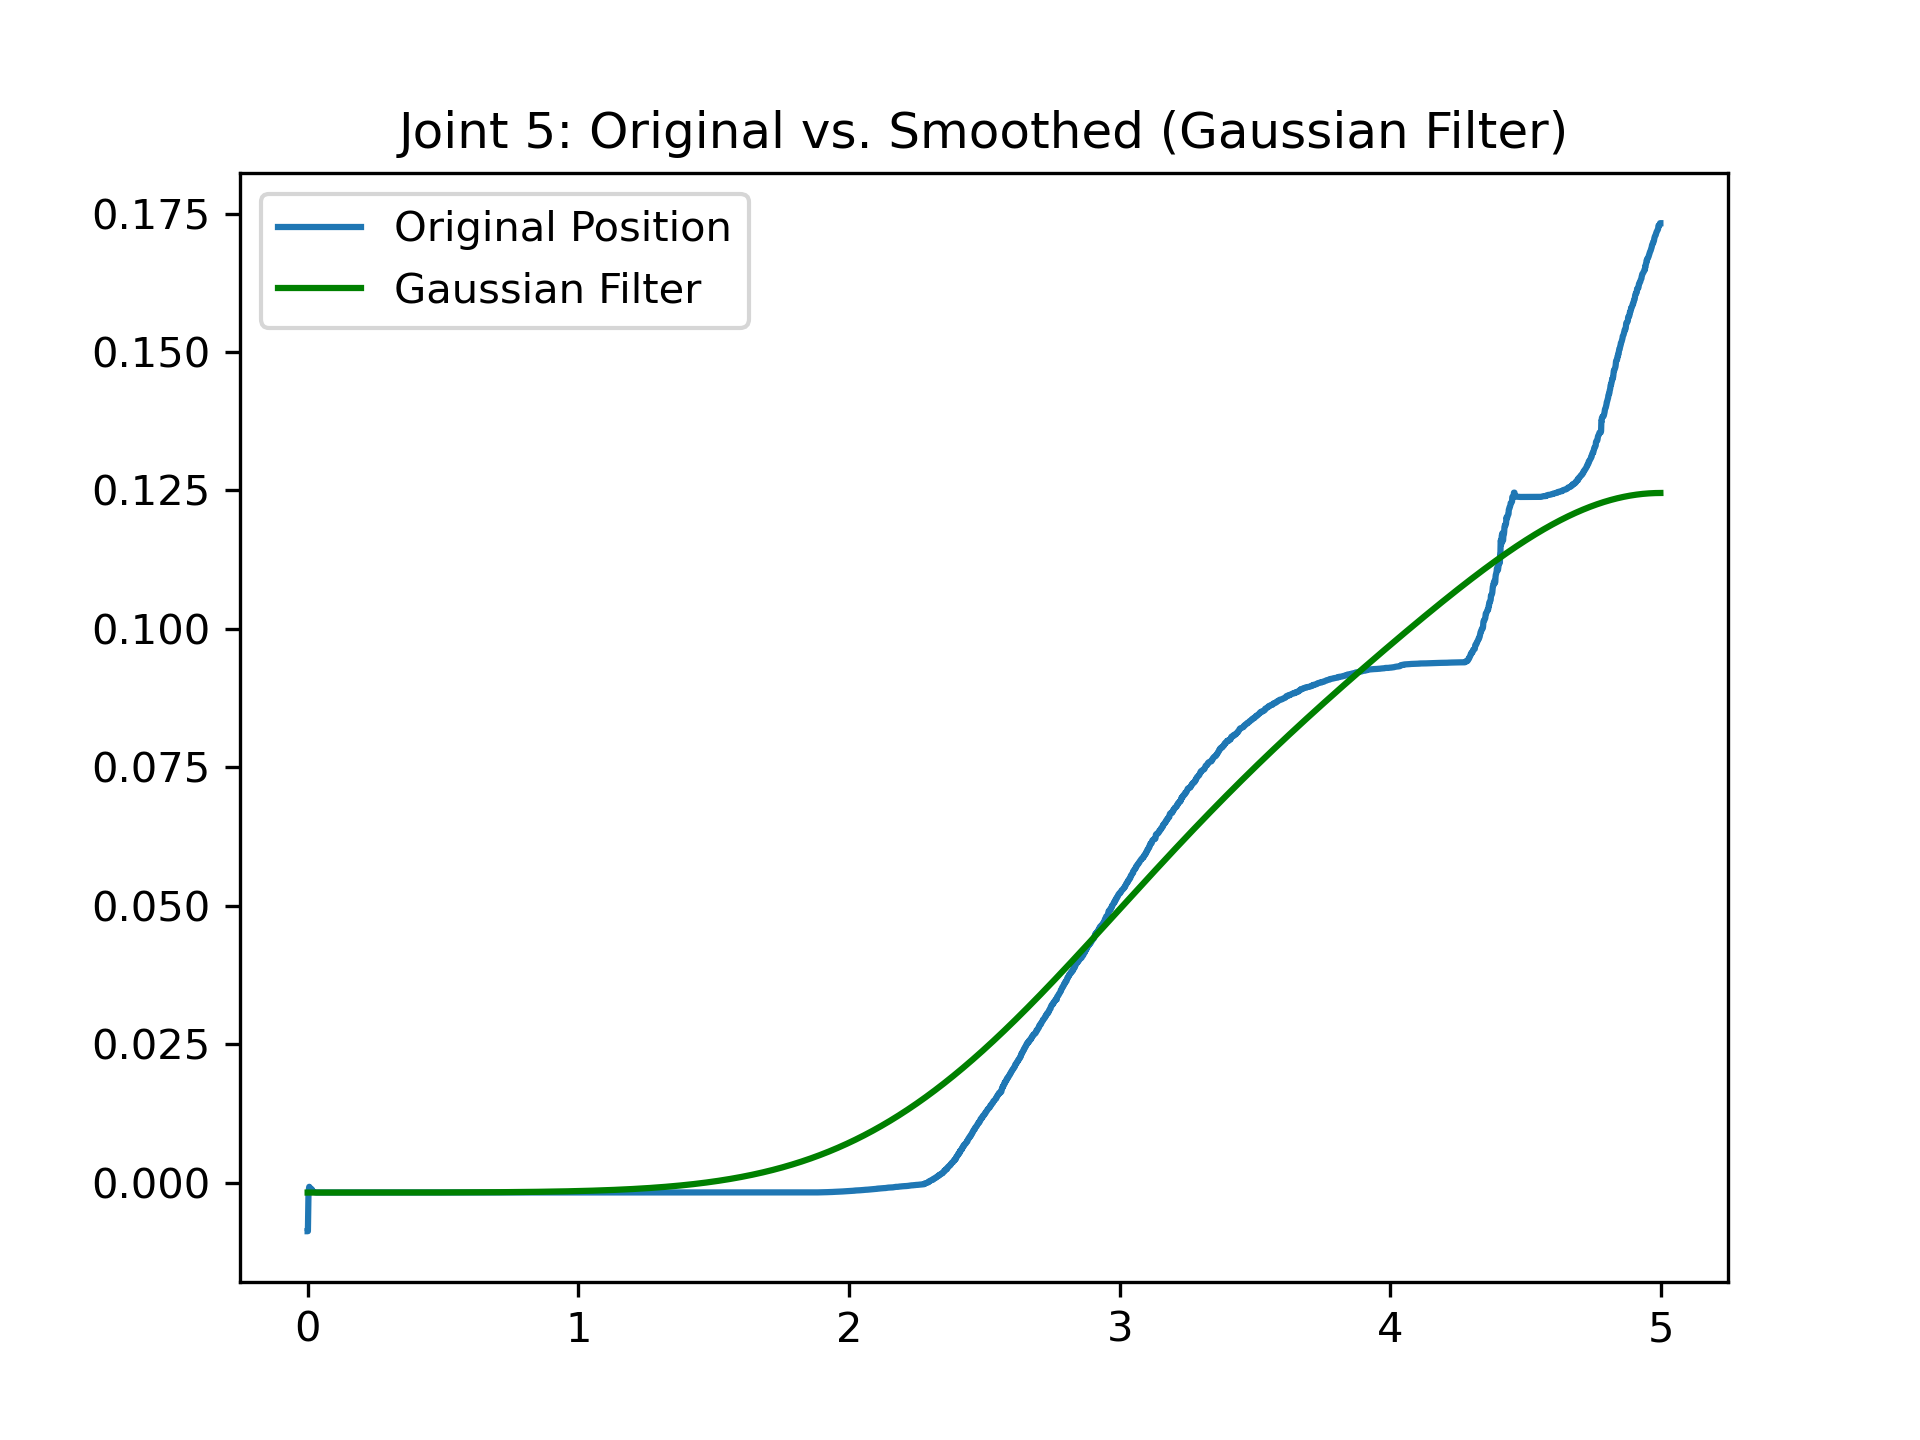 Joint 5: Original vs. Smoothed (Gaussian Filter)
Original Position
Gaussian Filter
0.175
0.150
0.125
0.100
0.075
0.050
0.025
0.000
0 1 2 3 4 5